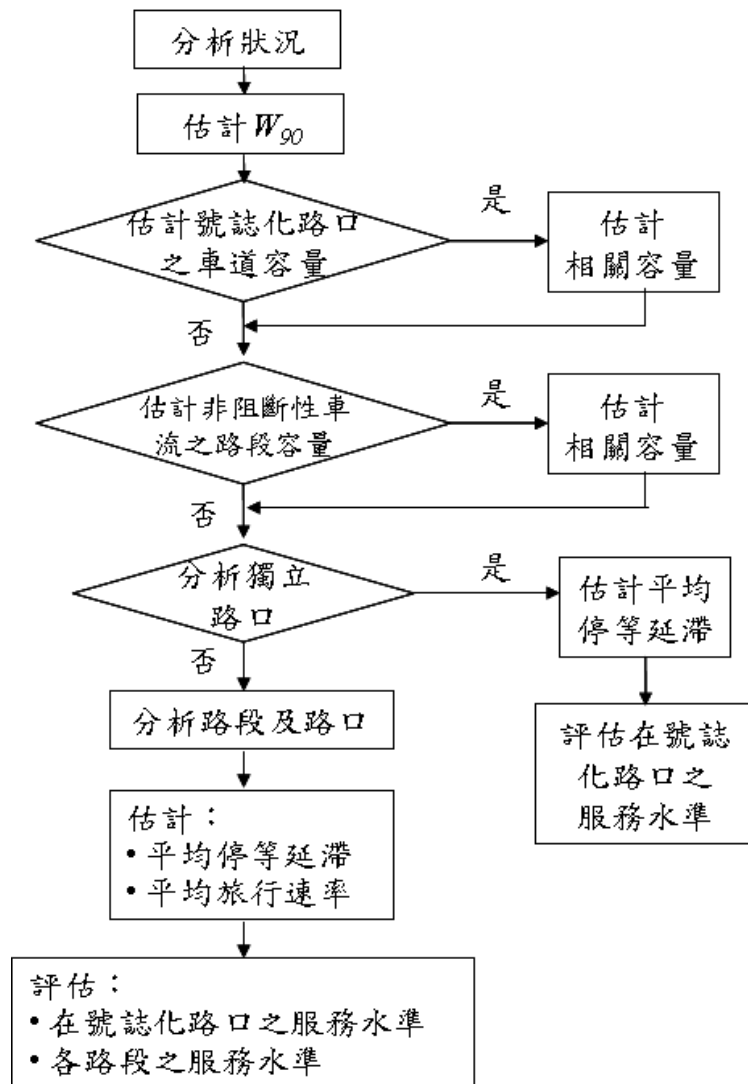 分析狀況
估計W90
估計號誌化路口
之車道容量
是
估計
相關容量
否
估計非阻斷性車
流之路段容量
是
估計
相關容量
否
分析獨立
路口
是
估計平均
停等延滯
否
分析路段及路口
評估在號誌
化路口之
服務水準
估計：
•平均停等延滯
•平均旅行速率
評估：
•在號誌化路口之服務水準
•各路段之服務水準